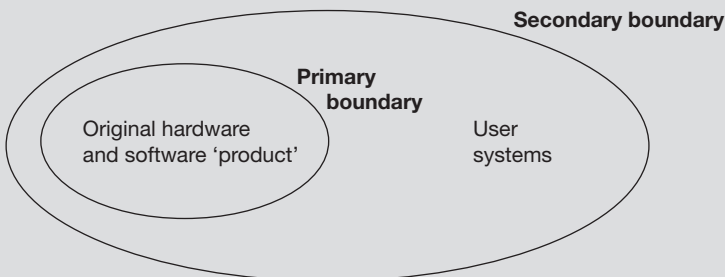 Secondary boundary
Primary
boundary
Original hardware
and software ‘product’
User
systems